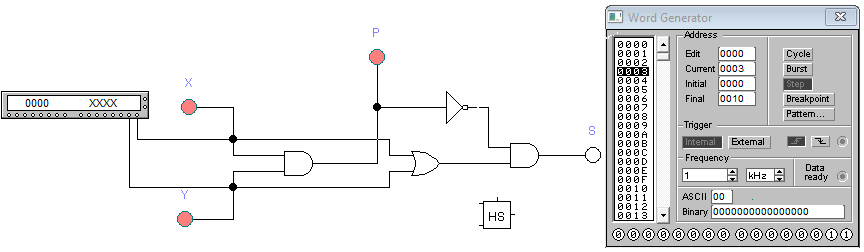 P
X
0000 XXXX
S
Y
HS
Word Generator
0000
0001
0002
0003
0004
0005
0006
0007
0008
0009
000A
000B
000C
000D
000E
000F
0010
0011
0012
0013
Address
Edit 0000
Current 0003
Initial 0000
Final 0010
Cycle
Burst
Step
Breakpoint
Pattern...
Trigger
Internal External
Frequency
1 kHz
Data
ready
ASCII 00
Binary 0000000000000000
0 0 0 0 0 0 0 0 0 0 0 0 0 0 1 1